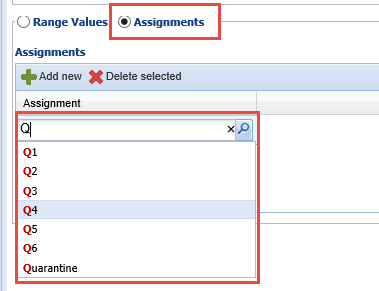 Range Values Assignments
Assignments
Add new Delete selected
Assignment
Q
Q1
Q2
Q3
Q4
Q5
Q6
Quarantine